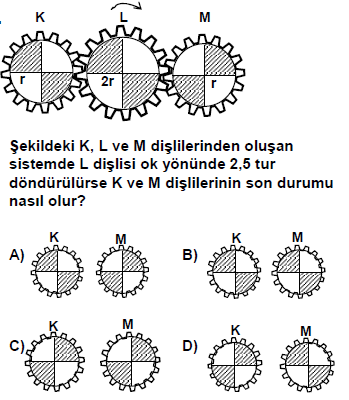 K L M
r 2r r
Şekildeki K, L ve M dişlilerinden oluşan
sistemde L dişlisi ok yönünde 2,5 tur
döndürülürse K ve M dişlilerinin son durumu
nasıl olur?
A) K M
B) K M
C) K M
D) K M